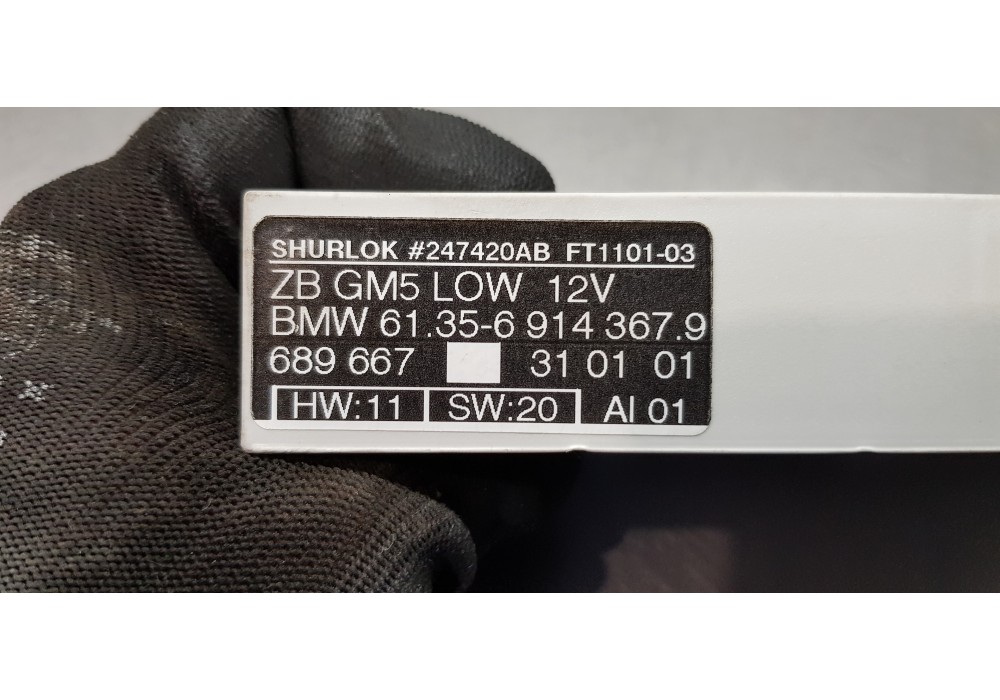 SHURLOK #247420AB FT1101-03
ZB GM5 LOW 12V
BMW 61.35-6 914 367.9
689 667 31 01 01
HW:11 SW:20 AI 01